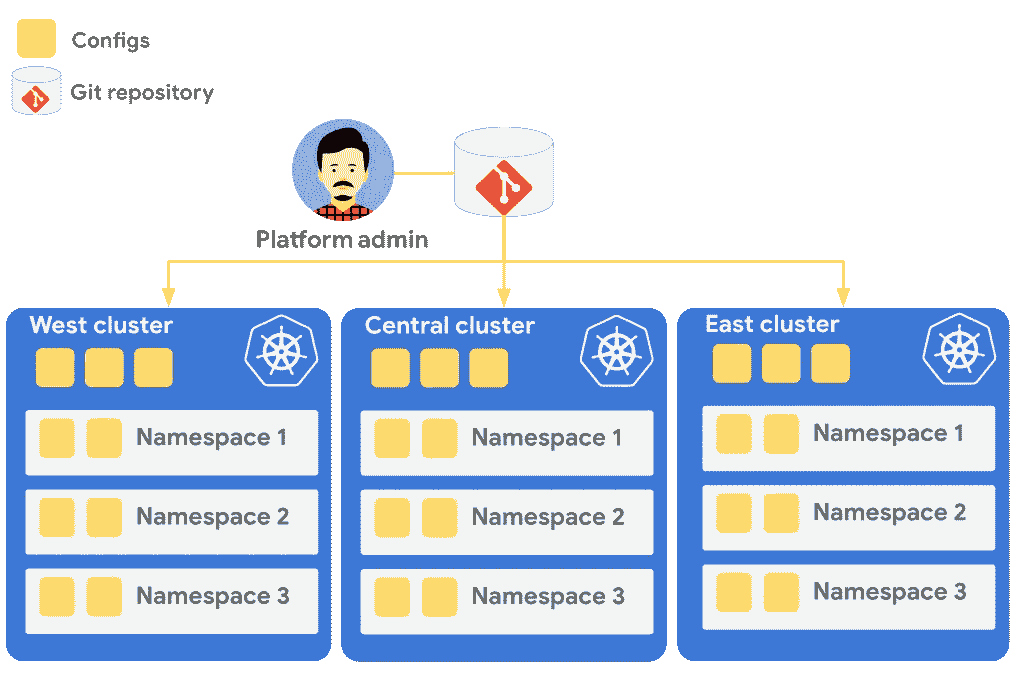 Configs
Git repository
Platform admin
West cluster
Namespace 1
Namespace 2
Namespace 3
Central cluster
Namespace 1
Namespace 2
Namespace 3
East cluster
Namespace 1
Namespace 2
Namespace 3